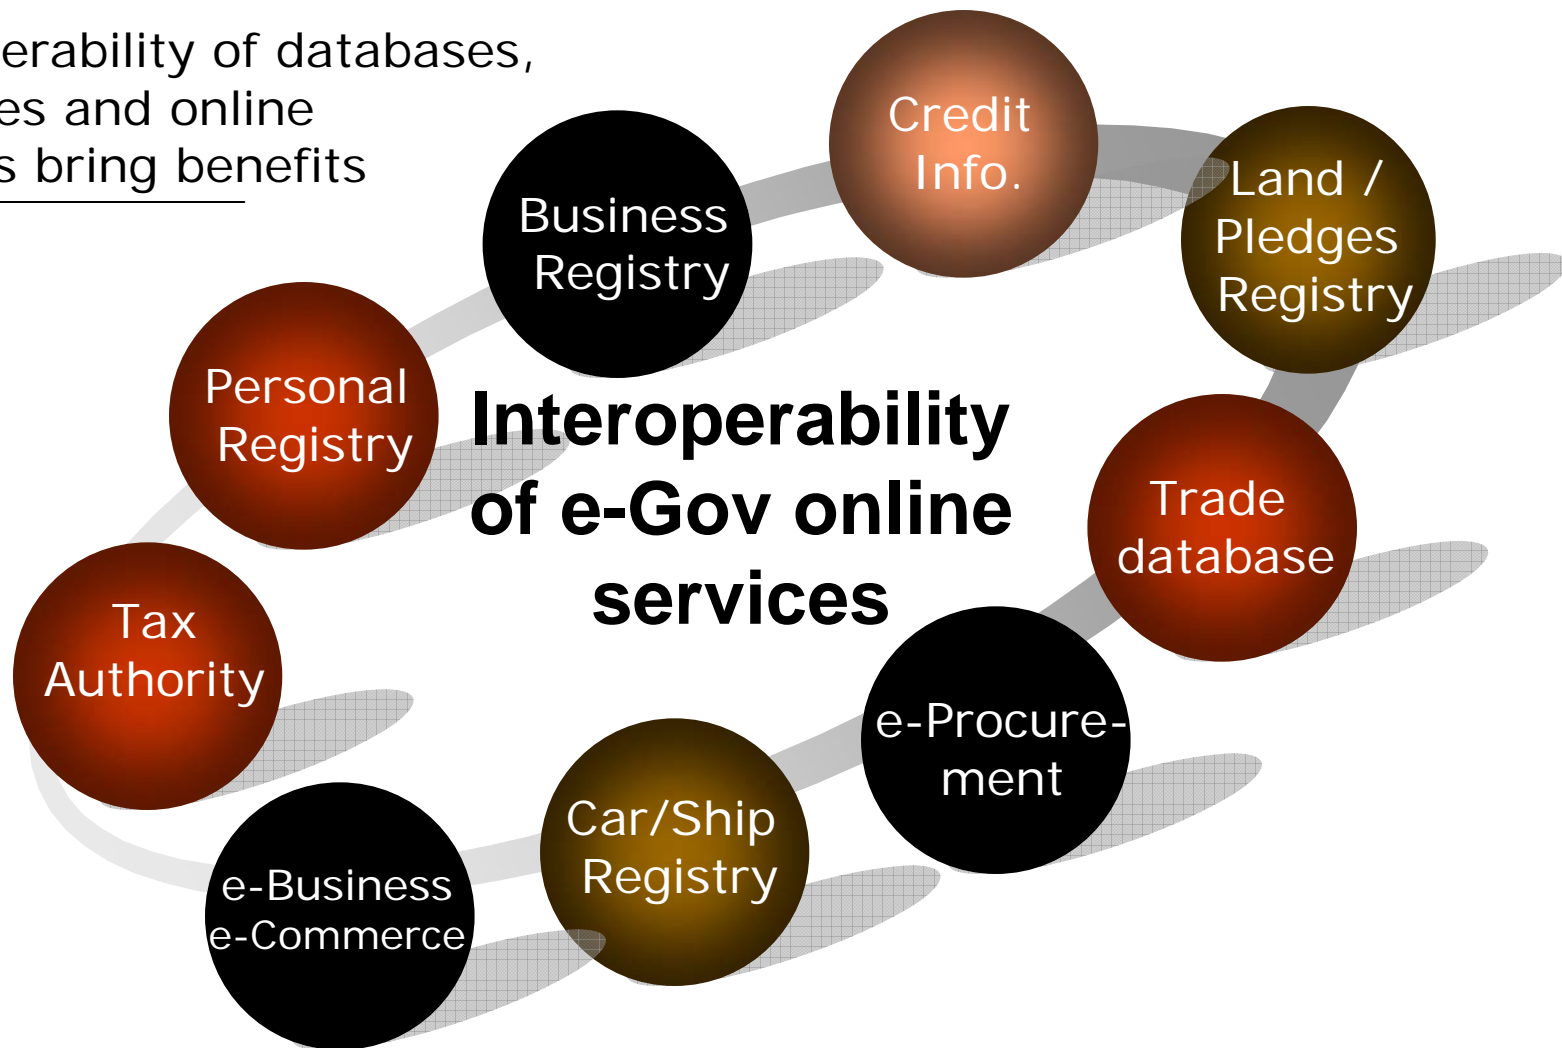 erability of databases,
es and online
s bring benefits
Credit
Info.
Business
Registry
Land /
Pledges
Registry
Personal
Registry
Interoperability
of e-Gov online
services
Trade
database
Tax
Authority
e-Procure-
ment
Car/Ship
Registry
e-Business
e-Commerce